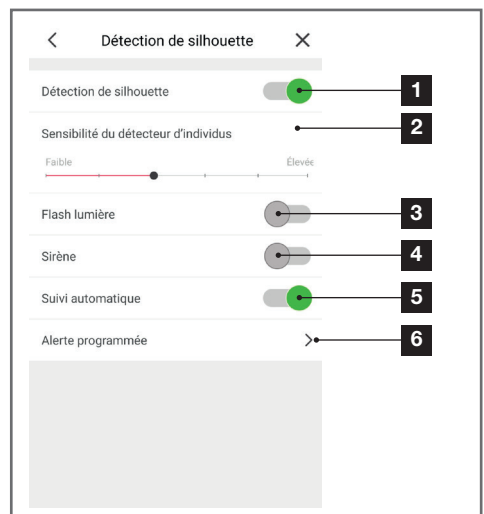 Détection de silhouette
Détection de silhouette
1
Sensibilité du détecteur d'individus
2
Faible Élevée
Flash lumière
3
Sirène
4
Suivi automatique
5
Alerte programmée
6